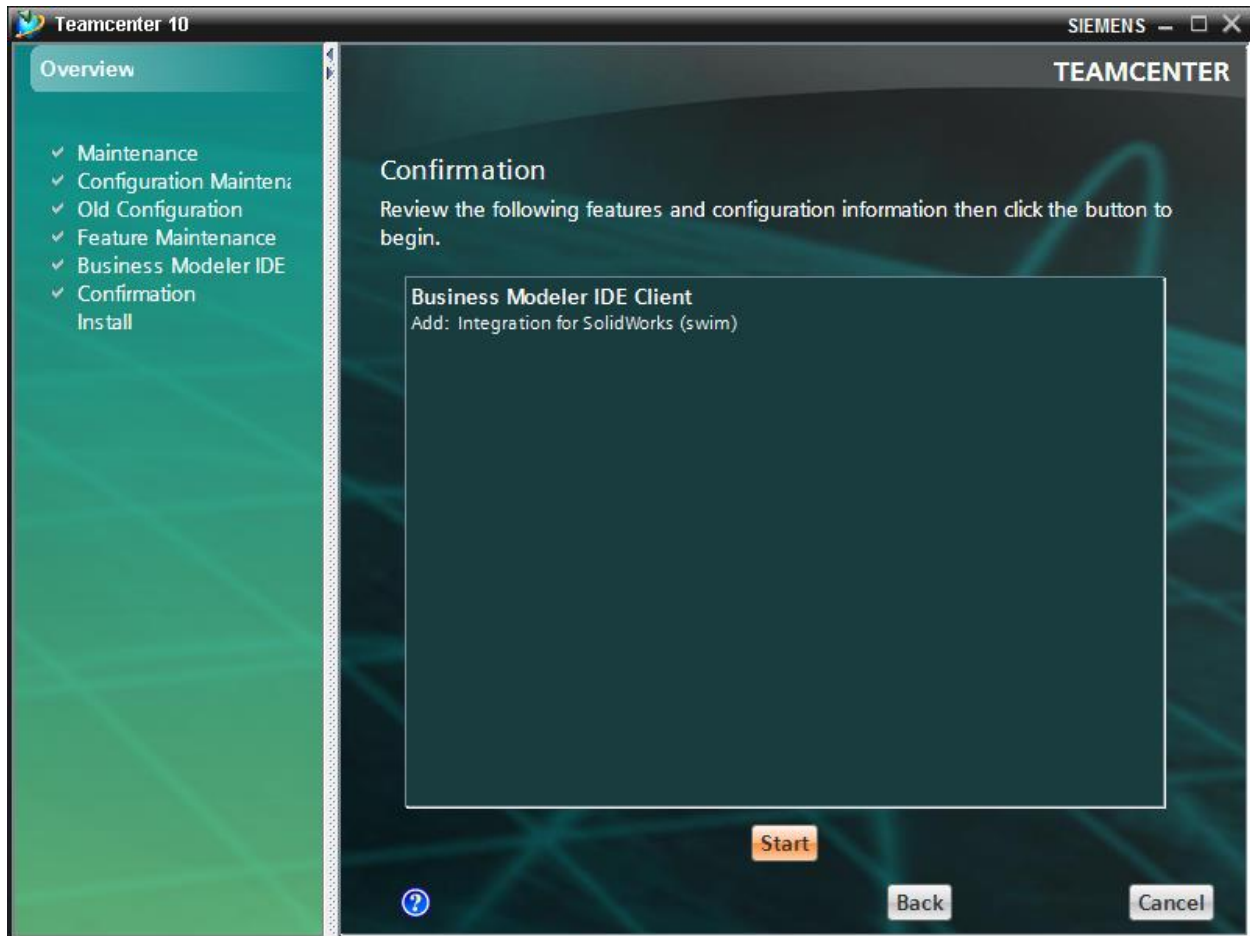 Teamcenter 10
SIEMENS
Overview
TEAMCENTER
Maintenance
Configuration Maintena
Old Configuration
Feature Maintenance
Business Modeler IDE
Confirmation
Install
Confirmation
Review the following features and configuration information then click the button to
begin.
Business Modeler IDE Client
Add: Integration for SolidWorks (swim)
Start
?
Back
Cancel